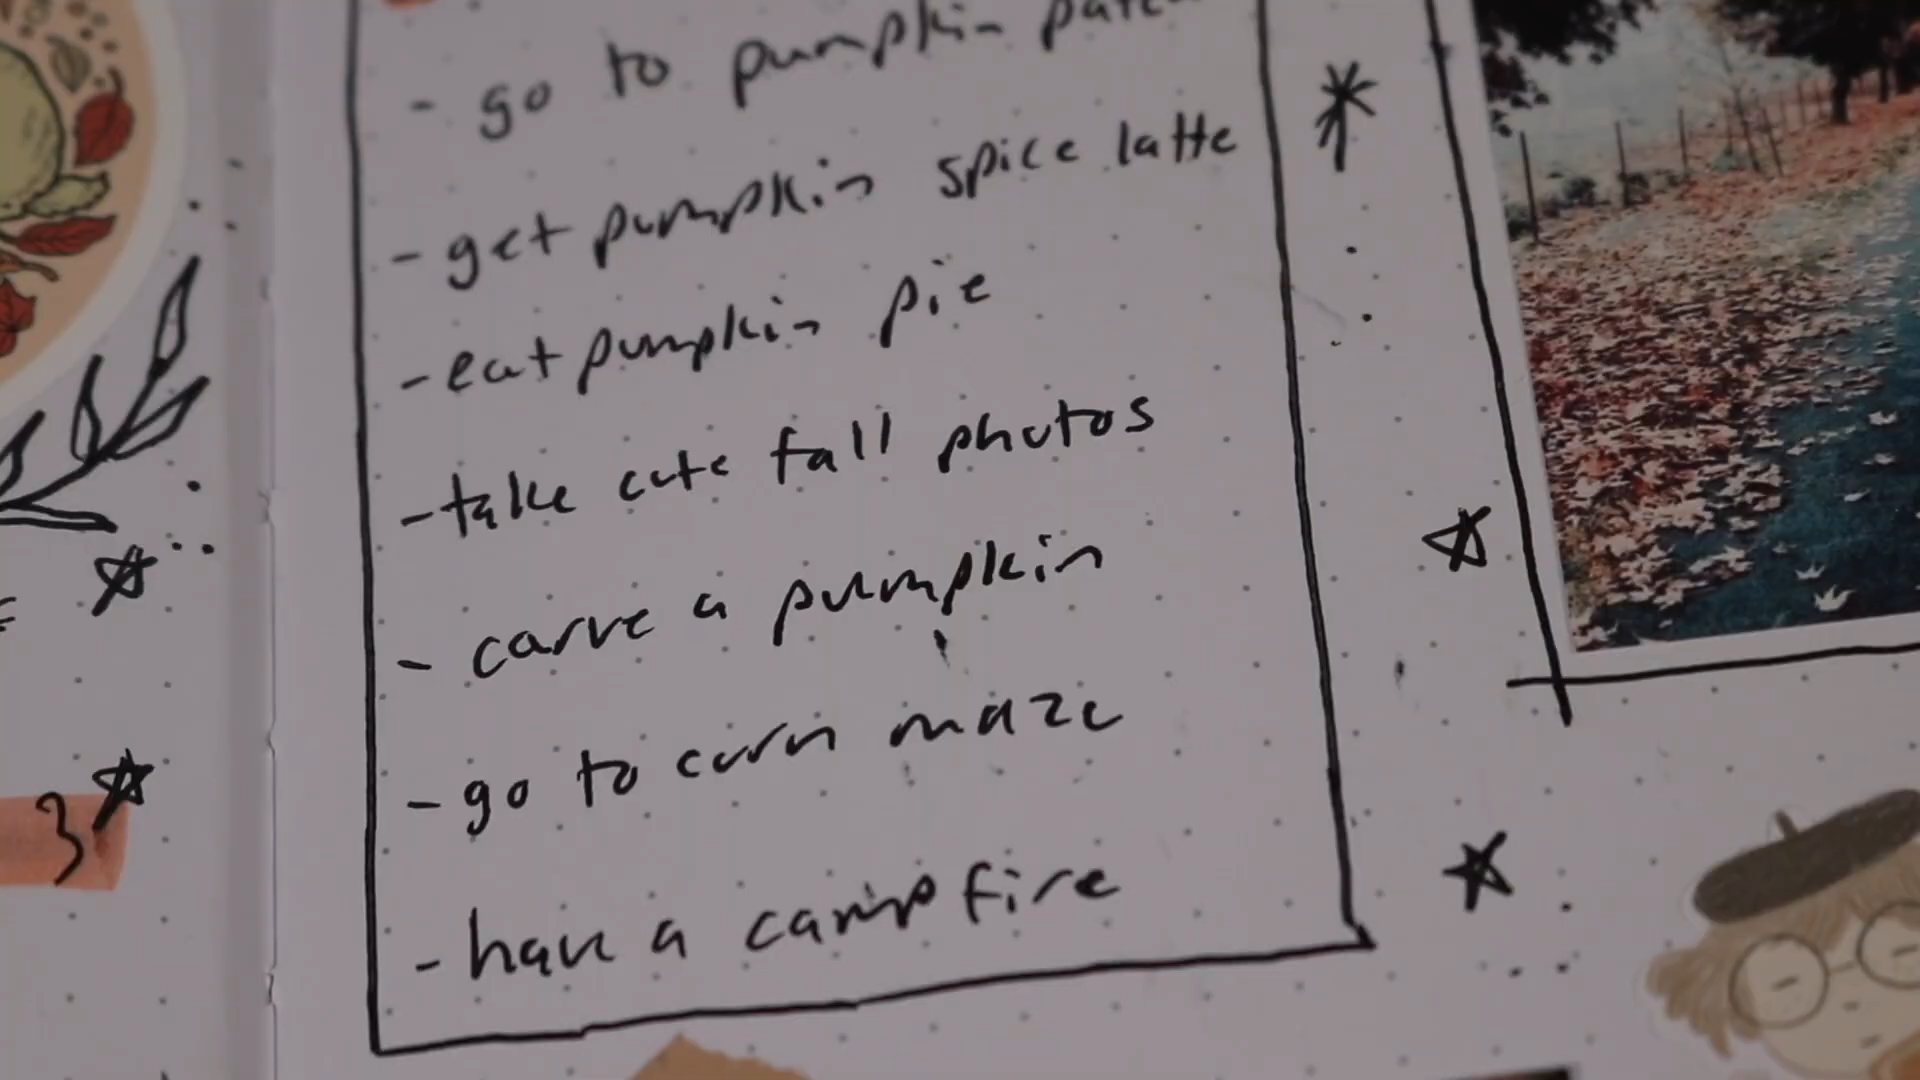 - go to pumpkin
- get pumpkin spice latte
- eat pumpkin pie
- take cute fall photos
- carve a pumpkin
- go to corn maze
- have a campfire
3